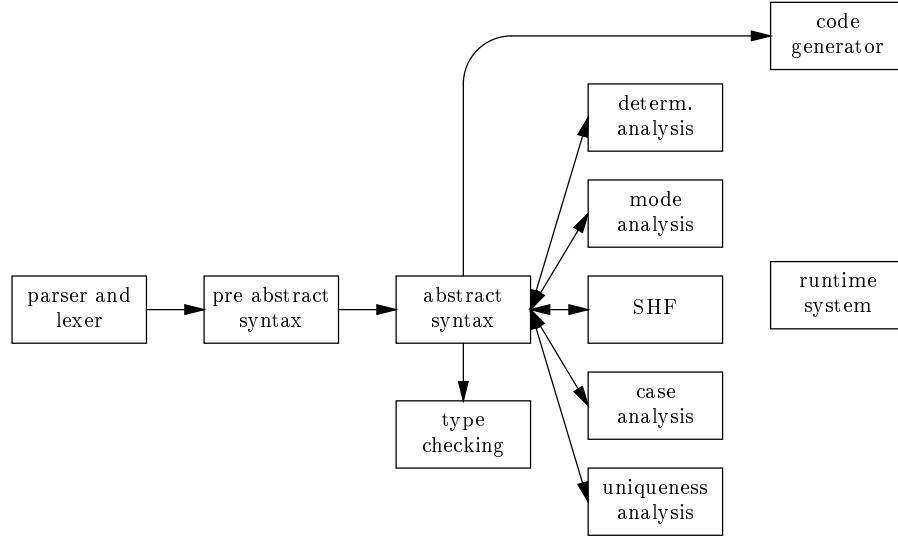 code
generator
determ.
analysis
mode
analysis
parser and
lexer
pre abstract
syntax
abstract
syntax
SHF
runtime
system
type
checking
case
analysis
uniqueness
analysis